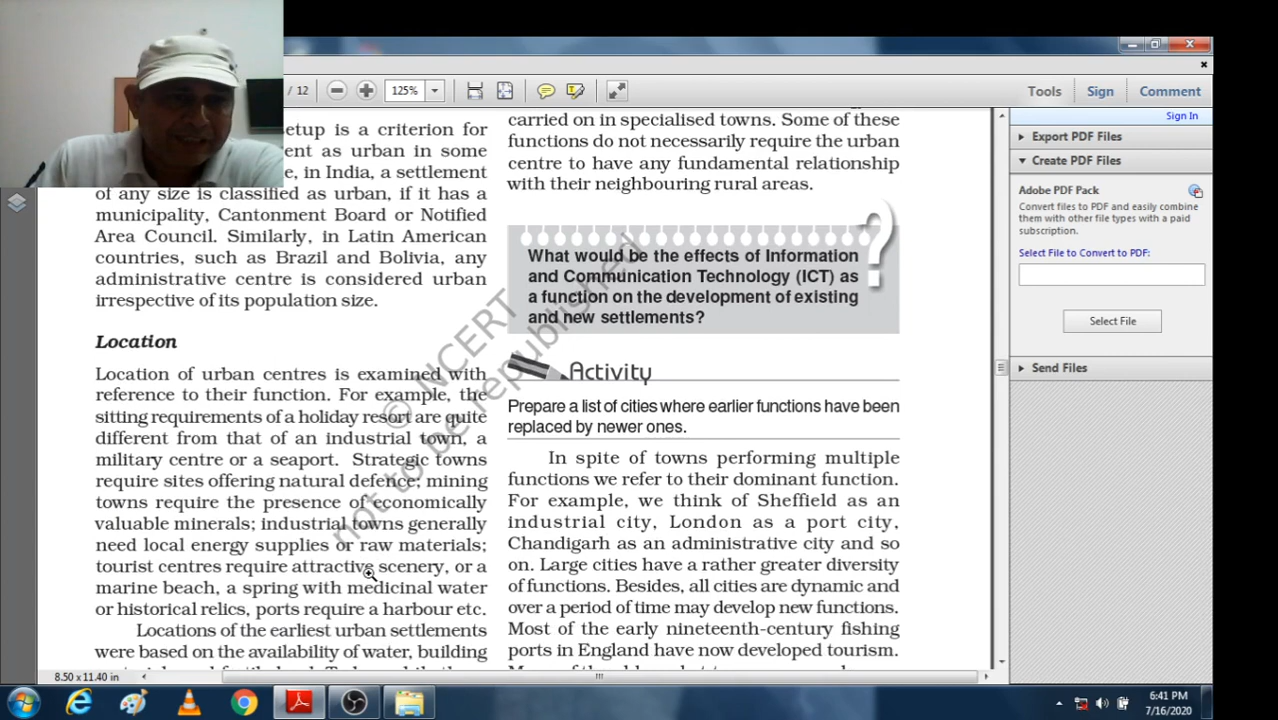 / 12
125%
Tools
Sign
Comment
Sign In
Export PDF Files
Create PDF Files
Adobe PDF Pack
Convert files to PDF and easily combine
them with other file types with a paid
subscription.
Select File to Convert to PDF:
Select File
Send Files
setup is a criterion for
ent as urban in some
e, in India, a settlement
of any size is classified as urban, if it has a
municipality, Cantonment Board or Notified
Area Council. Similarly, in Latin American
countries, such as Brazil and Bolivia, any
administrative centre is considered urban
irrespective of its population size.
Location
Location of urban centres is examined with
reference to their function. For example, the
sitting requirements of a holiday resort are quite
different from that of an industrial town, a
military centre or a seaport. Strategic towns
require sites offering natural defence; mining
towns require the presence of economically
valuable minerals; industrial towns generally
need local energy supplies or raw materials;
tourist centres require attractive scenery, or a
marine beach, a spring with medicinal water
or historical relics, ports require a harbour etc.
Locations of the earliest urban settlements
were based on the availability of water, building
carried on in specialised towns. Some of these
functions do not necessarily require the urban
centre to have any fundamental relationship
with their neighbouring rural areas.
What would be the effects of Information
and Communication Technology (ICT) as
a function on the development of existing
and new settlements?
?
Activity
Prepare a list of cities where earlier functions have been
replaced by newer ones.
In spite of towns performing multiple
functions we refer to their dominant function.
For example, we think of Sheffield as an
industrial city, London as a port city,
Chandigarh as an administrative city and so
on. Large cities have a rather greater diversity
of functions. Besides, all cities are dynamic and
over a period of time may develop new functions.
Most of the early nineteenth-century fishing
ports in England have now developed tourism.
© NCERT
not to be republished
8.50 x 11.40 in
6:41 PM
7/16/2020